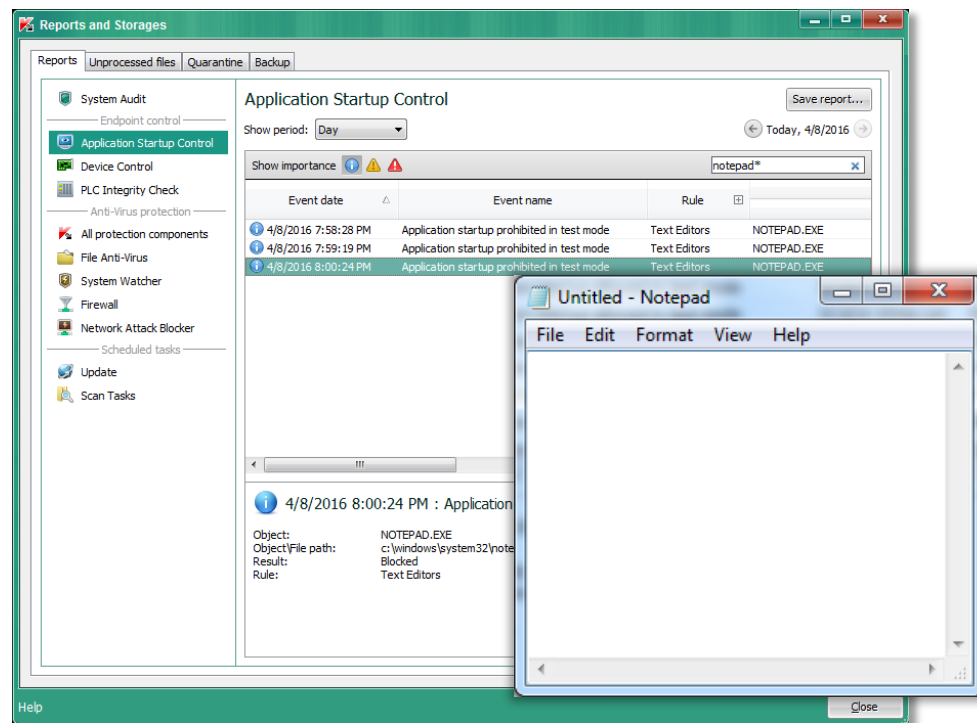 Reports and Storages
Reports Unprocessed files Quarantine Backup
System Audit
Endpoint control
Application Startup Control
Device Control
PLC Integrity Check
Anti-Virus protection
All protection components
File Anti-Virus
System Watcher
Firewall
Network Attack Blocker
Scheduled tasks
Update
Scan Tasks
Application Startup Control
Save report...
Show period: Day
Today, 4/8/2016
Show importance
notepad*
Event date Event name Rule
4/8/2016 7:58:28 PM Application startup prohibited in test mode Text Editors NOTEPAD.EXE
4/8/2016 7:59:19 PM Application startup prohibited in test mode Text Editors NOTEPAD.EXE
4/8/2016 8:00:24 PM Application startup prohibited in test mode Text Editors NOTEPAD.EXE
4/8/2016 8:00:24 PM : Application
Object: NOTEPAD.EXE
Object\File path: c:\windows\system32\note
Result: Blocked
Rule: Text Editors
Untitled - Notepad
File Edit Format View Help
Help
Close